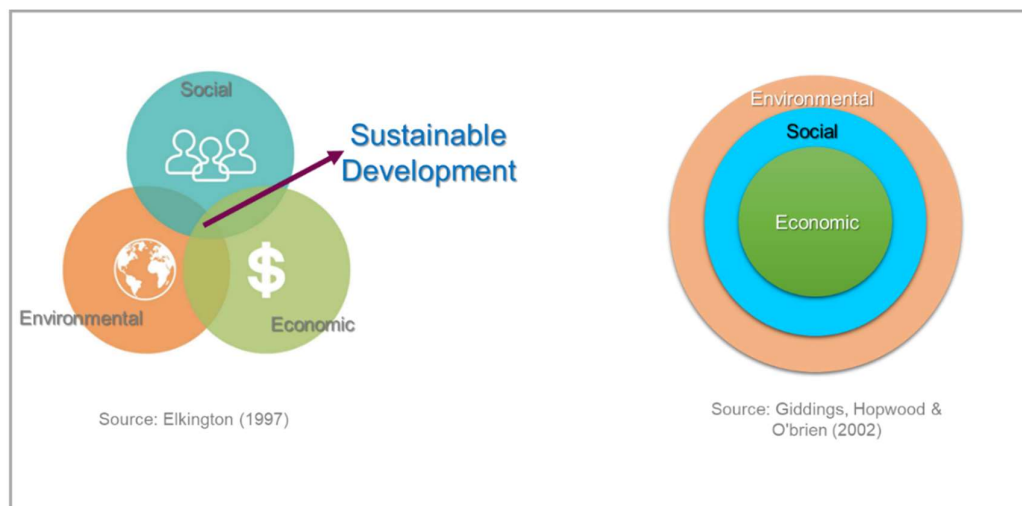 Social
Sustainable
Development
$
Environmental
Economic
Source: Elkington (1997)
Environmental
Social
Economic
Source: Giddings, Hopwood &
O'brien (2002)